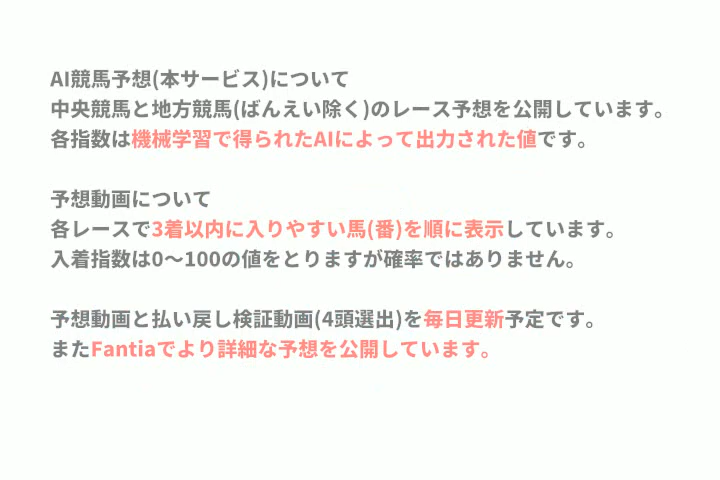 AI競馬予想(本サービス)について
中央競馬と地方競馬(ばんえい除く)のレース予想を公開しています。
各指数は機械学習で得られたAIによって出力された値です。
予想動画について
各レースで3着以内に入りやすい馬(番)を順に表示しています。
入着指数は0〜100の値をとりますが確率ではありません。
予想動画と払い戻し検証動画(4頭選出)を毎日更新予定です。
またFantiaでより詳細な予想を公開しています。